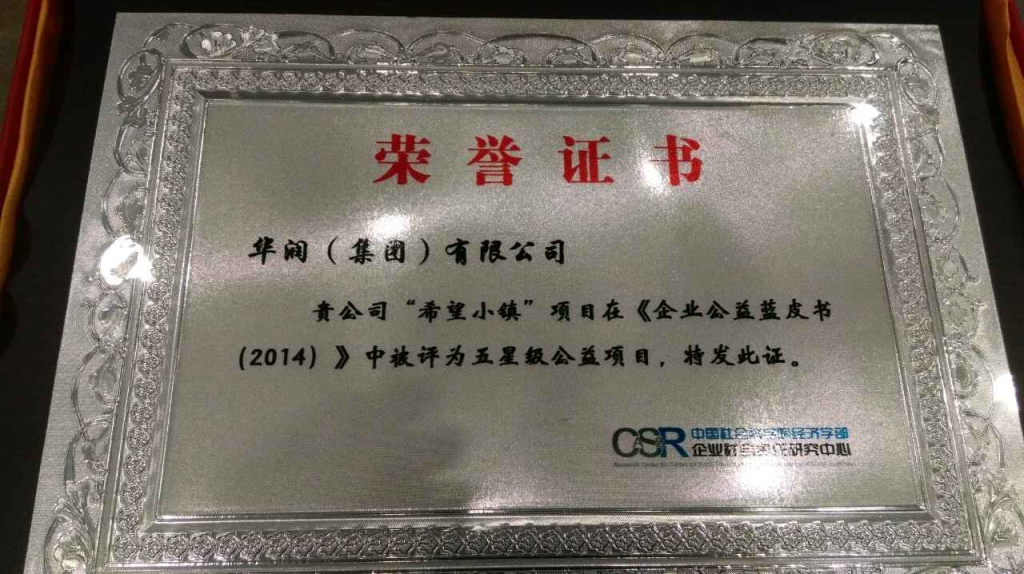 荣誉证书
华润（集团）有限公司
贵公司“希望小镇”项目在《企业公益蓝皮书
（2014）》中被评为五星级公益项目，特发此证。
CASR 中国社会科学院经济学部
企业社会责任研究中心